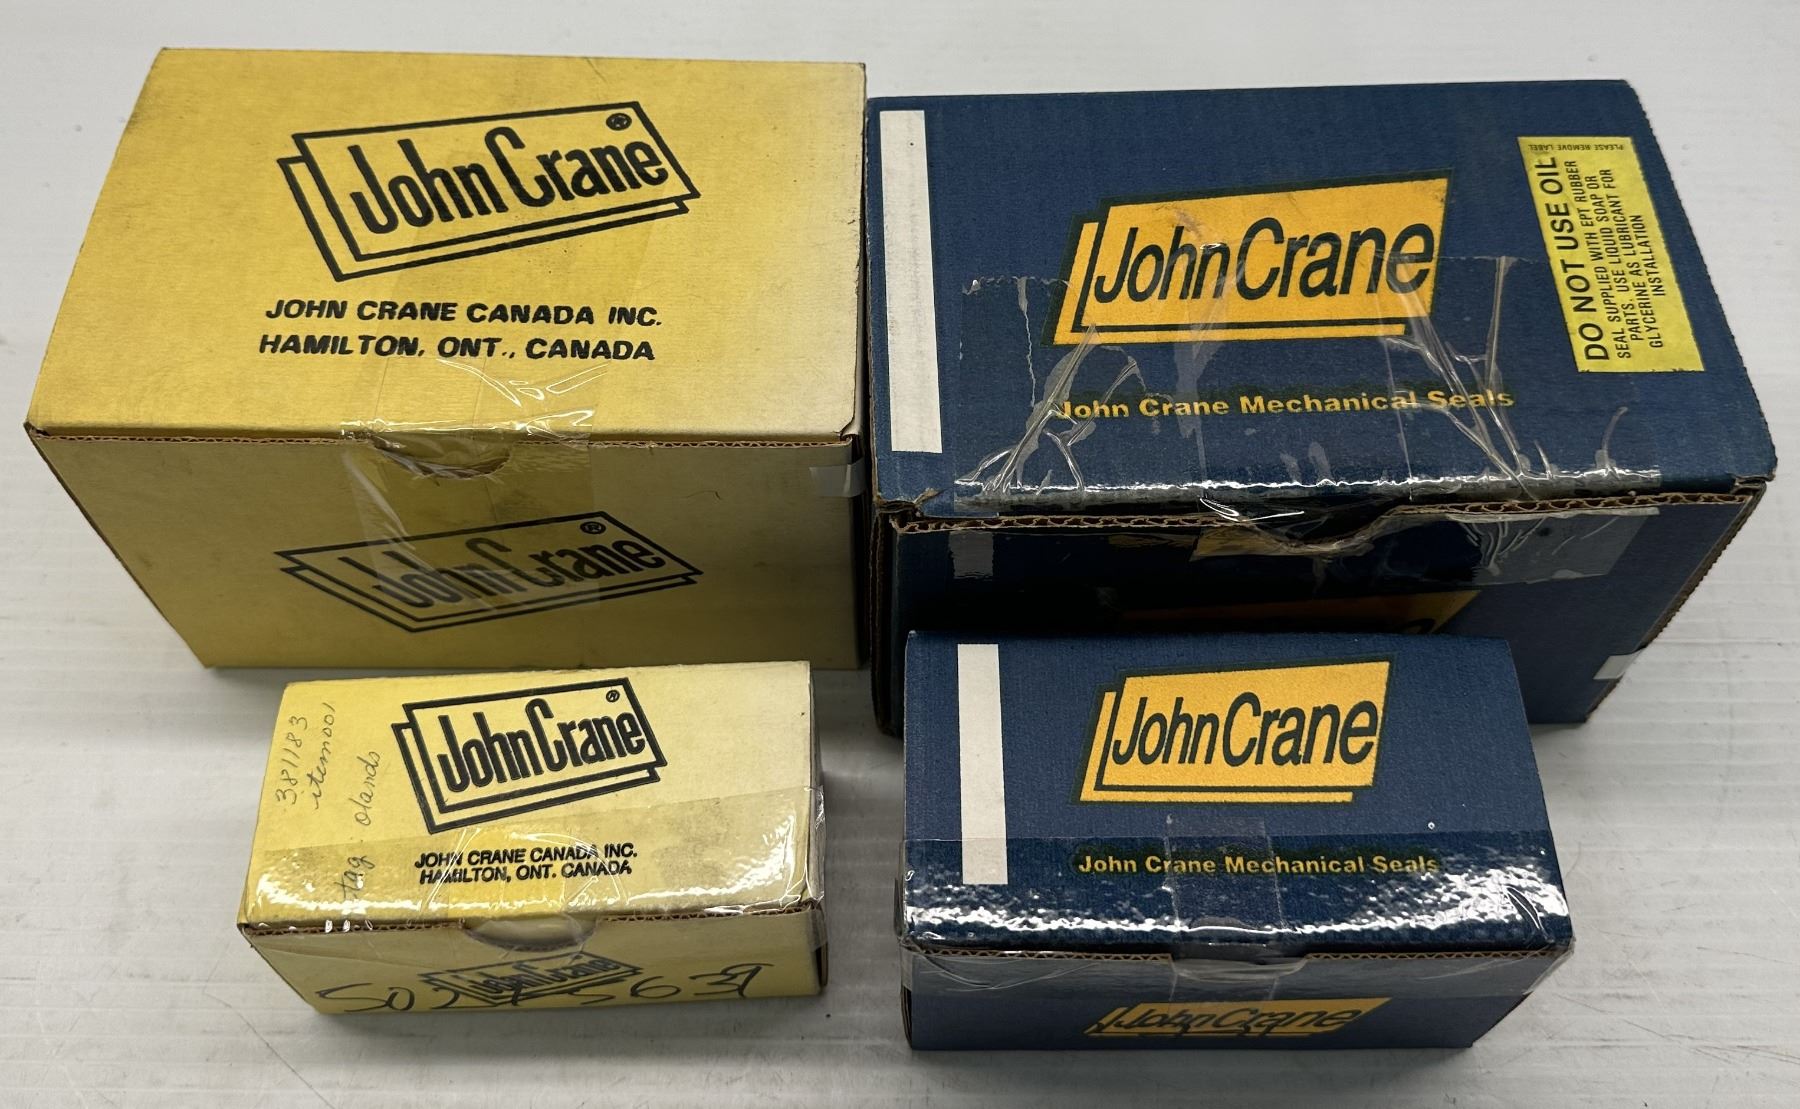 John Crane ®
JOHN CRANE CANADA INC.
HAMILTON, ONT., CANADA
John Crane ®
John Crane
John Crane Mechanical Seals
PLEASE REMOVE LABEL
DO NOT USE OIL
SEAL SUPPLIED WITH EPT RUBBER
PARTS. USE LIQUID SOAP OR
GLYCERINE AS LUBRICANT FOR
INSTALLATION
381183
item001
tag:
John Crane ®
JOHN CRANE CANADA INC.
HAMILTON, ONT. CANADA
John Crane
John Crane
John Crane Mechanical Seals
John Crane